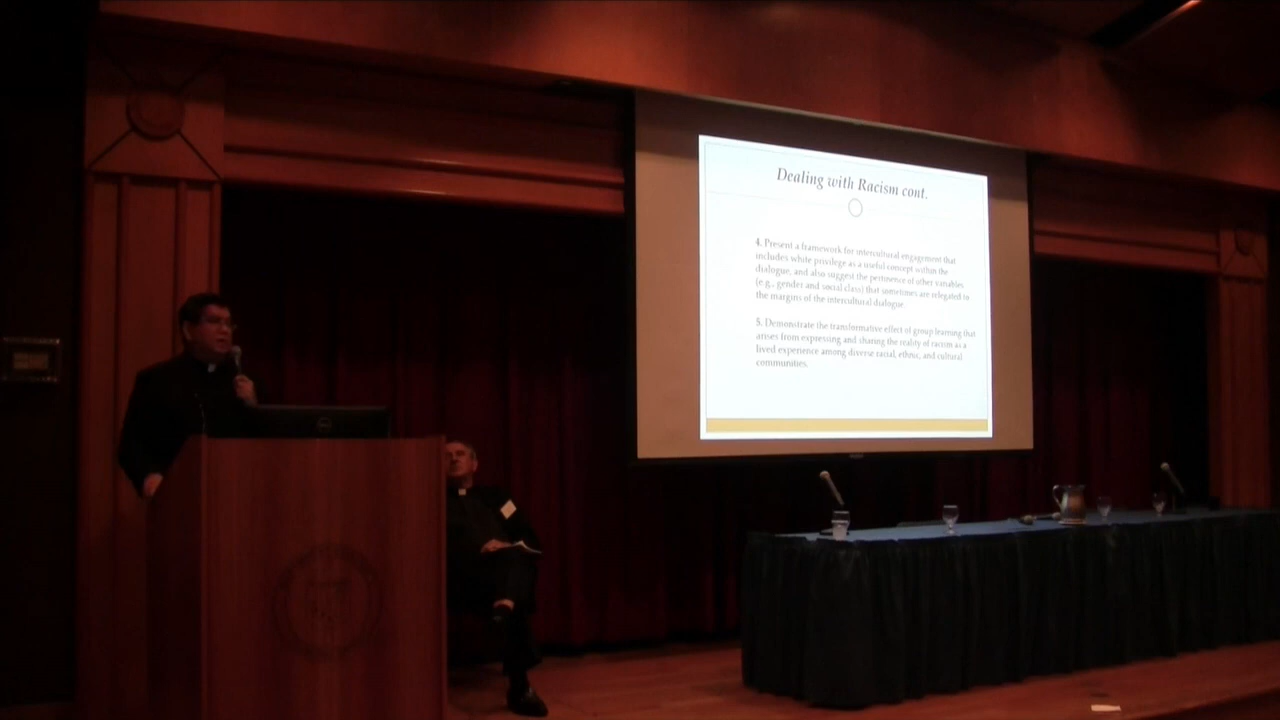 Dealing with Racism cont.
4. Present a framework for intercultural engagement that
includes white privilege as a useful concept within the
dialogue, and also suggest the pertinence of other variables
(e.g., gender and social class) that sometimes are relegated to
the margins of the intercultural dialogue.
5. Demonstrate the transformative effect of group learning that
arises from expressing and sharing the reality of racism as a
lived experience among diverse racial, ethnic, and cultural
communities.